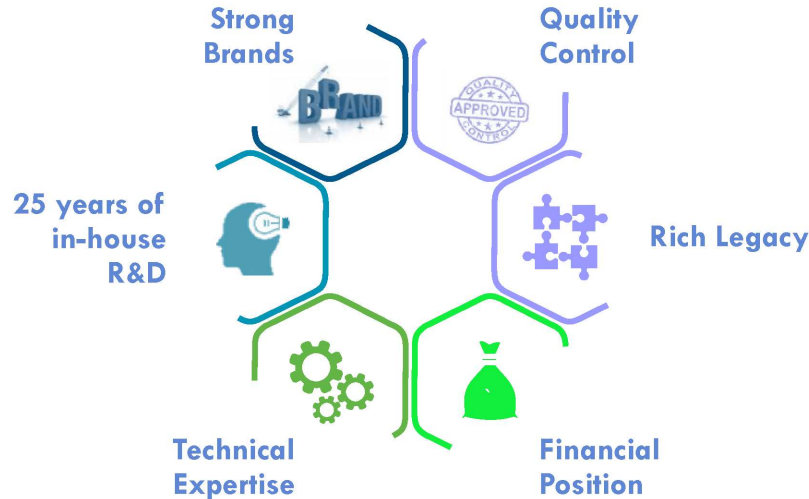 Strong
Brands
Quality
Control
BRAND
QUALITY
APPROVED
CONTROL
25 years of
in-house
R&D
Rich Legacy
Technical
Expertise
Financial
Position